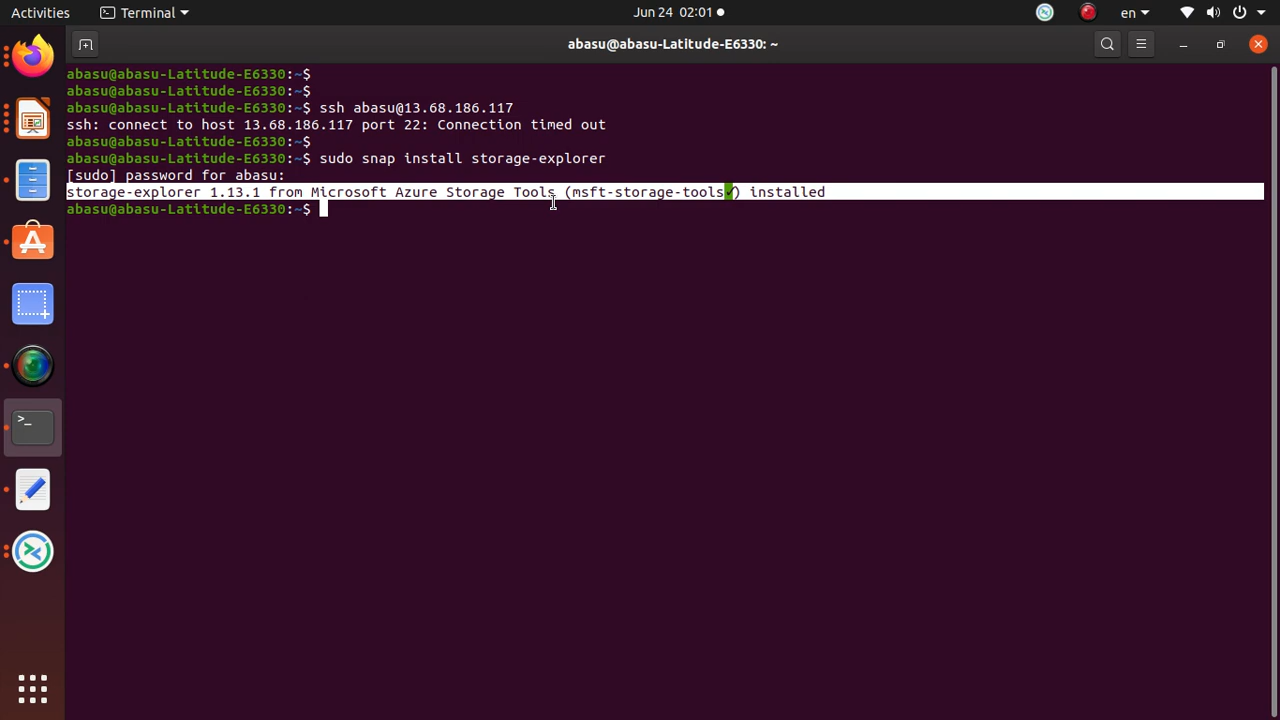 Activities Terminal Jun 24 02:01 en
abasu@abasu-Latitude-E6330: ~
abasu@abasu-Latitude-E6330:~$
abasu@abasu-Latitude-E6330:~$
abasu@abasu-Latitude-E6330:~$ ssh abasu@13.68.186.117
ssh: connect to host 13.68.186.117 port 22: Connection timed out
abasu@abasu-Latitude-E6330:~$
abasu@abasu-Latitude-E6330:~$ sudo snap install storage-explorer
[sudo] password for abasu:
storage-explorer 1.13.1 from Microsoft Azure Storage Tools (msft-storage-tools✓) installed
abasu@abasu-Latitude-E6330:~$